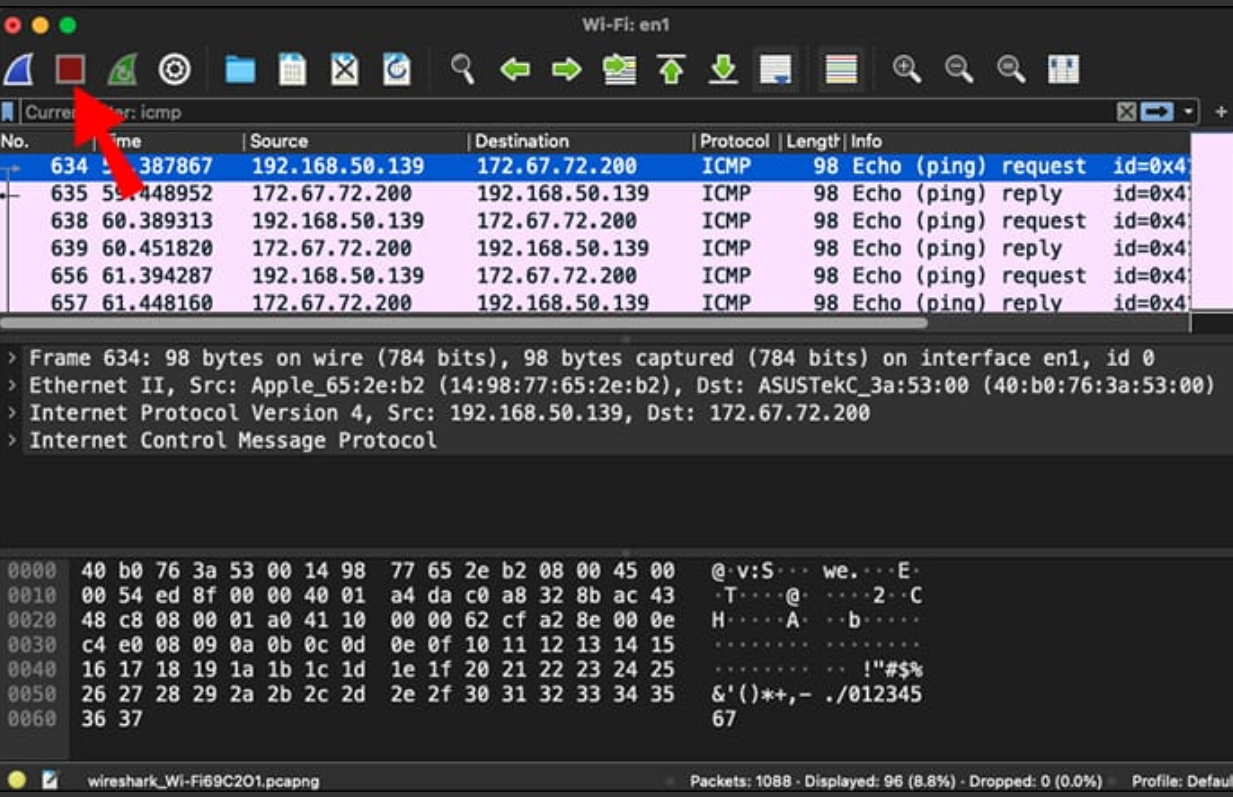 Wi-Fi: en1
Curre er: icmp
No. me Source Destination Protocol Length Info
634 5 .387867 192.168.50.139 172.67.72.200 ICMP 98 Echo (ping) request id=0x4
635 59.448952 172.67.72.200 192.168.50.139 ICMP 98 Echo (ping) reply id=0x4
638 60.389313 192.168.50.139 172.67.72.200 ICMP 98 Echo (ping) request id=0x4
639 60.451820 172.67.72.200 192.168.50.139 ICMP 98 Echo (ping) reply id=0x4
656 61.394287 192.168.50.139 172.67.72.200 ICMP 98 Echo (ping) request id=0x4
657 61.448160 172.67.72.200 192.168.50.139 ICMP 98 Echo (ping) reply id=0x4
Frame 634: 98 bytes on wire (784 bits), 98 bytes captured (784 bits) on interface en1, id 0
Ethernet II, Src: Apple_65:2e:b2 (14:98:77:65:2e:b2), Dst: ASUSTekC_3a:53:00 (40:b0:76:3a:53:00)
Internet Protocol Version 4, Src: 192.168.50.139, Dst: 172.67.72.200
Internet Control Message Protocol
0000 40 b0 76 3a 53 00 14 98 77 65 2e b2 08 00 45 00 @·v:S··· we.···E·
0010 00 54 ed 8f 00 00 40 01 a4 da c0 a8 32 8b ac 43 ·T····@· ····2··C
0020 48 c8 08 00 01 a0 41 10 00 00 62 cf a2 8e 00 0e H·····A· ··b·····
0030 c4 e0 08 09 0a 0b 0c 0d 0e 0f 10 11 12 13 14 15 ········ ········
0040 16 17 18 19 1a 1b 1c 1d 1e 1f 20 21 22 23 24 25 ········ ·· !"#$%
0050 26 27 28 29 2a 2b 2c 2d 2e 2f 30 31 32 33 34 35 &'()*+,- ./012345
0060 36 37 67
wireshark_Wi-Fi69C2O1.pcapng Packets: 1088 · Displayed: 96 (8.8%) · Dropped: 0 (0.0%) Profile: Defaul